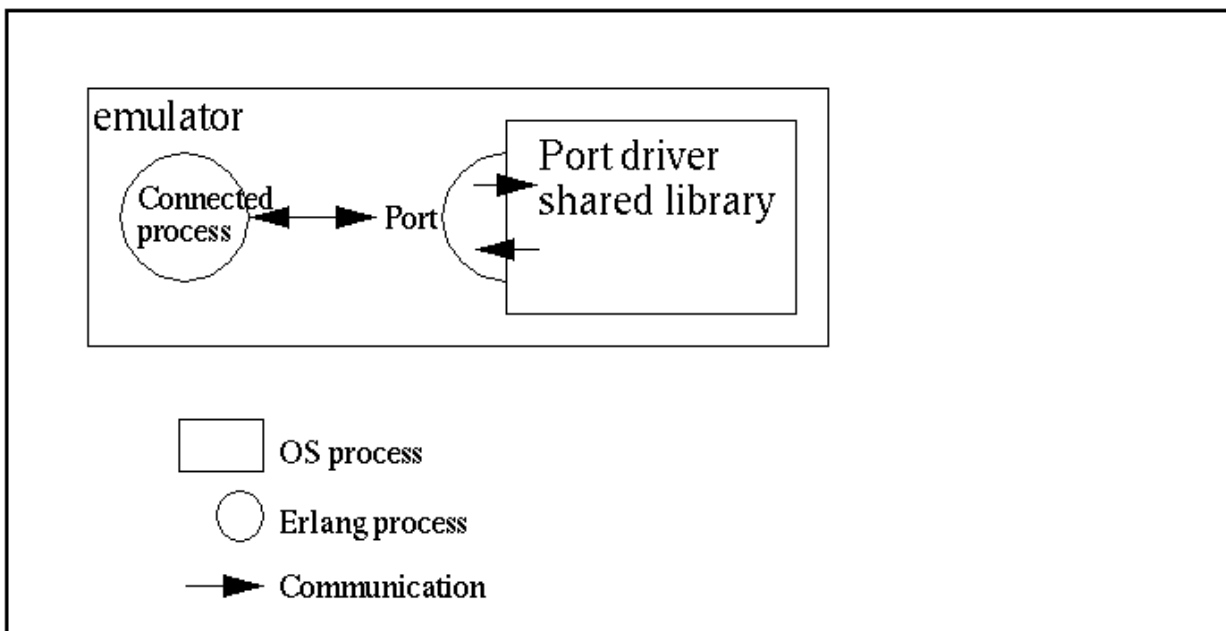 emulator
Port driver
shared library
Connected
process
Port
OS process
Erlang process
Communication